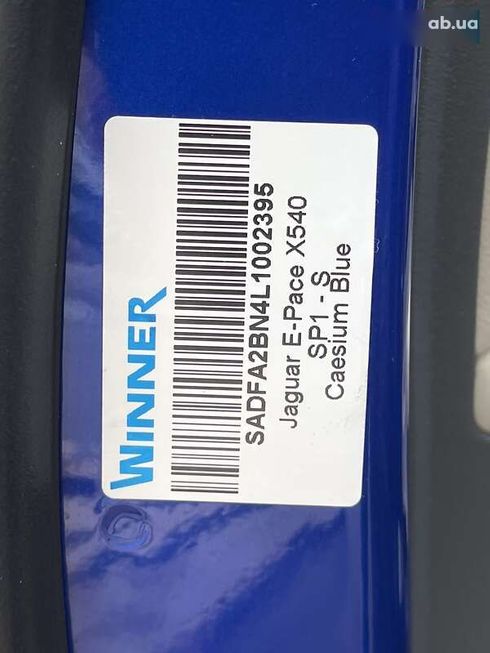 ab.ua
WINNER
SADFA2BN4L1002395
Jaguar E-Pace X540
SP1 - S
Caesium Blue